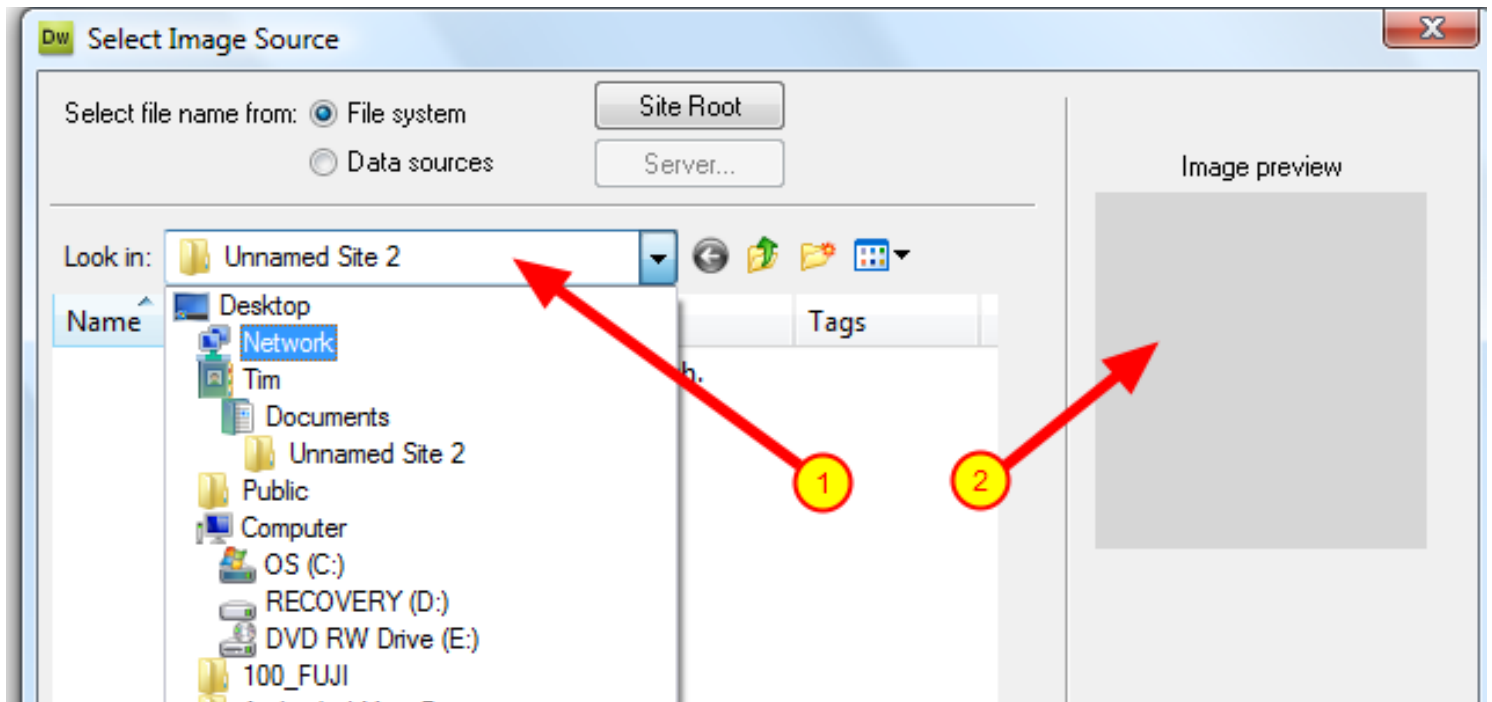 Dw Select Image Source
Select file name from: File system Site Root
Data sources Server...
Image preview
Look in: Unnamed Site 2
Name Tags
Desktop
Network
h.
Tim
Documents
Unnamed Site 2
1
2
Public
Computer
OS (C:)
RECOVERY (D:)
DVD RW Drive (E:)
100_FUJI